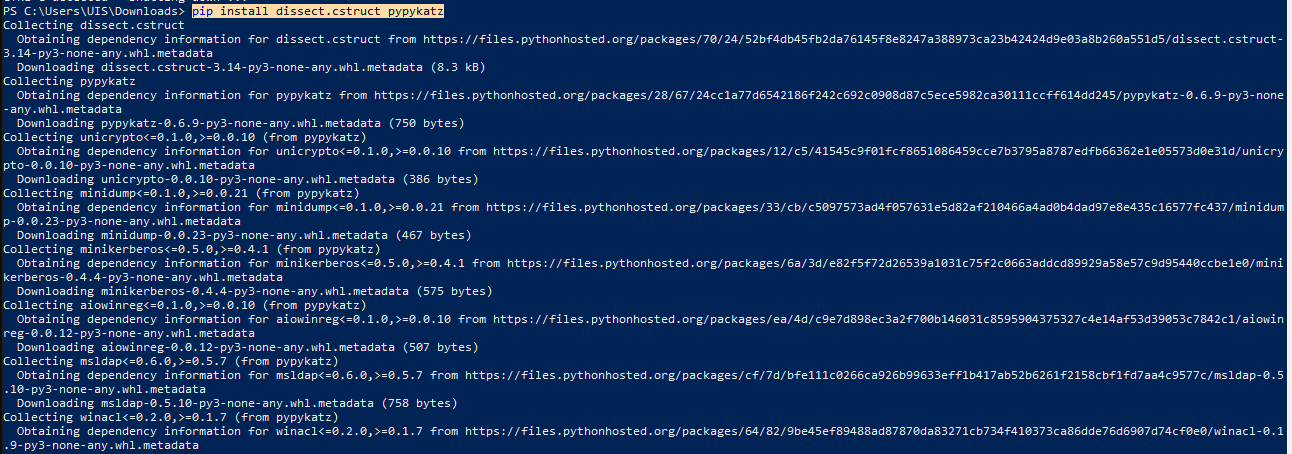 PS C:\Users\UIS\Downloads> pip install dissect.cstruct pypykatz
Collecting dissect.cstruct
  Obtaining dependency information for dissect.cstruct from https://files.pythonhosted.org/packages/70/24/52bf4db45fb2da76145f8e8247a388973ca23b42424d9e03a8b260a551d5/dissect.cstruct-
3.14-py3-none-any.whl.metadata
  Downloading dissect.cstruct-3.14-py3-none-any.whl.metadata (8.3 kB)
Collecting pypykatz
  Obtaining dependency information for pypykatz from https://files.pythonhosted.org/packages/28/67/24cc1a77d6542186f242c692c0908d87c5ece5982ca30111ccff614dd245/pypykatz-0.6.9-py3-none
-any.whl.metadata
  Downloading pypykatz-0.6.9-py3-none-any.whl.metadata (750 bytes)
Collecting unicrypto<=0.1.0,>=0.0.10 (from pypykatz)
  Obtaining dependency information for unicrypto<=0.1.0,>=0.0.10 from https://files.pythonhosted.org/packages/12/c5/41545c9f01fcf8651086459cce7b3795a8787edfb66362e1e05573d0e31d/unicry
pto-0.0.10-py3-none-any.whl.metadata
  Downloading unicrypto-0.0.10-py3-none-any.whl.metadata (386 bytes)
Collecting minidump<=0.1.0,>=0.0.21 (from pypykatz)
  Obtaining dependency information for minidump<=0.1.0,>=0.0.21 from https://files.pythonhosted.org/packages/33/cb/c5097573ad4f057631e5d82af210466a4ad0b4dad97e8e435c16577fc437/minidum
p-0.0.23-py3-none-any.whl.metadata
  Downloading minidump-0.0.23-py3-none-any.whl.metadata (467 bytes)
Collecting minikerberos<=0.5.0,>=0.4.1 (from pypykatz)
  Obtaining dependency information for minikerberos<=0.5.0,>=0.4.1 from https://files.pythonhosted.org/packages/6a/3d/e82f5f72d26539a1031c75f2c0663addcd89929a58e57c9d95440ccbe1e0/mini
kerberos-0.4.4-py3-none-any.whl.metadata
  Downloading minikerberos-0.4.4-py3-none-any.whl.metadata (575 bytes)
Collecting aiowinreg<=0.1.0,>=0.0.10 (from pypykatz)
  Obtaining dependency information for aiowinreg<=0.1.0,>=0.0.10 from https://files.pythonhosted.org/packages/ea/4d/c9e7d898ec3a2f700b146031c8595904375327c4e14af53d39053c7842c1/aiowin
reg-0.0.12-py3-none-any.whl.metadata
  Downloading aiowinreg-0.0.12-py3-none-any.whl.metadata (507 bytes)
Collecting msldap<=0.6.0,>=0.5.7 (from pypykatz)
  Obtaining dependency information for msldap<=0.6.0,>=0.5.7 from https://files.pythonhosted.org/packages/cf/7d/bfe111c0266ca926b99633eff1b417ab52b6261f2158cbf1fd7aa4c9577c/msldap-0.5
.10-py3-none-any.whl.metadata
  Downloading msldap-0.5.10-py3-none-any.whl.metadata (758 bytes)
Collecting winacl<=0.2.0,>=0.1.7 (from pypykatz)
  Obtaining dependency information for winacl<=0.2.0,>=0.1.7 from https://files.pythonhosted.org/packages/64/82/9be45ef89488ad87870da83271cb734f410373ca86dde76d6907d74cf0e0/winacl-0.1
.9-py3-none-any.whl.metadata